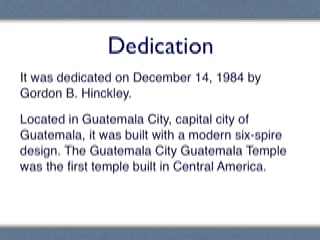 Dedication
It was dedicated on December 14, 1984 by
Gordon B. Hinckley.
Located in Guatemala City, capital city of
Guatemala, it was built with a modern six-spire
design. The Guatemala City Guatemala Temple
was the first temple built in Central America.